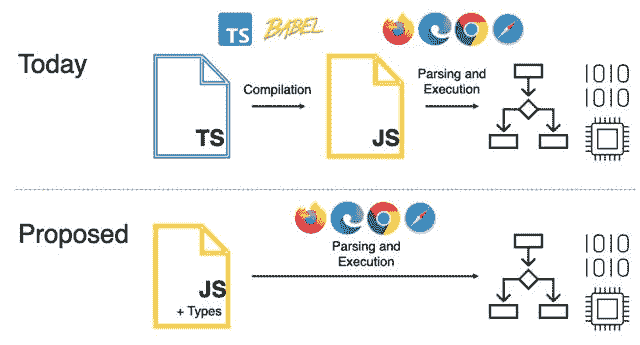 TS
BABEL
Today
TS
Compilation
JS
Parsing and
Execution
1010
1010
Proposed
JS
+ Types
Parsing and
Execution
1010
1010